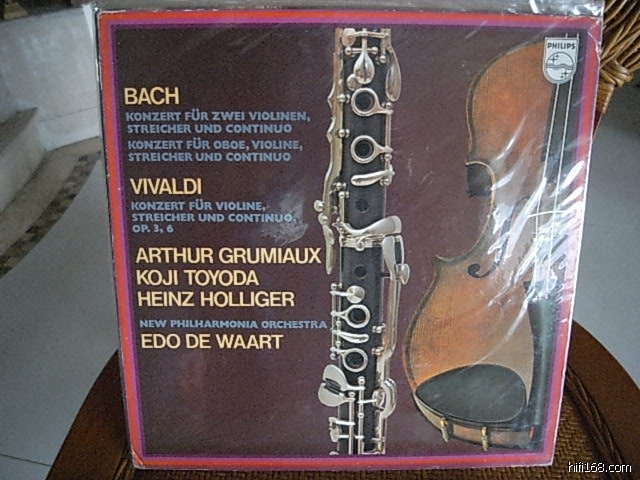 PHILIPS
BACH
KONZERT FÜR ZWEI VIOLINEN,
STREICHER UND CONTINUO
KONZERT FÜR OBOE, VIOLINE,
STREICHER UND CONTINUO
VIVALDI
KONZERT FÜR VIOLINE,
STREICHER UND CONTINUO,
OP. 3, 6
ARTHUR GRUMIAUX
KOJI TOYODA
HEINZ HOLLIGER
NEW PHILHARMONIA ORCHESTRA
EDO DE WAART
hifi168.com